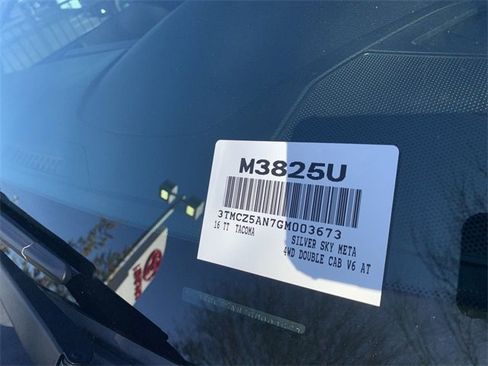 M3825U
3TMCZ5AN7GM003673
16 TT TACOMA
SILVER SKY META
4WD DOUBLE CAB V6 AT